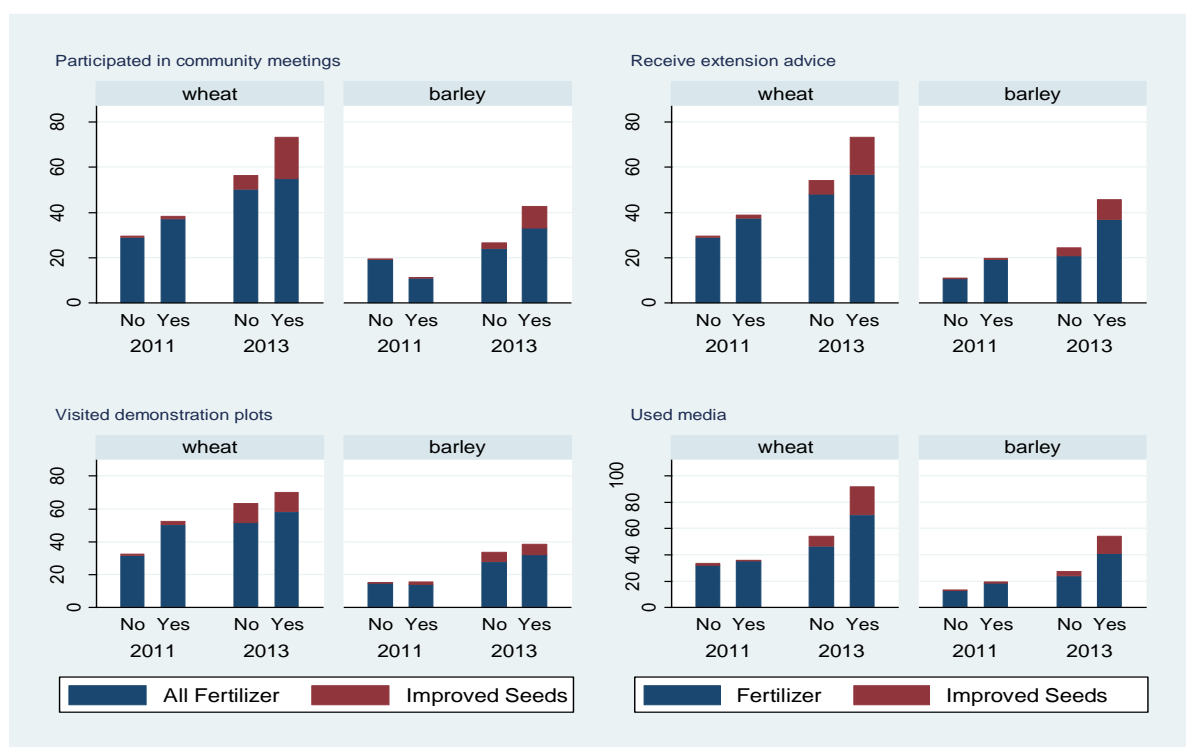 Participated in community meetings
wheat barley
80
60
40
20
0
No Yes No Yes No Yes No Yes
2011 2013 2011 2013
Receive extension advice
wheat barley
80
60
40
20
0
No Yes No Yes No Yes No Yes
2011 2013 2011 2013
Visited demonstration plots
wheat barley
80
60
40
20
0
No Yes No Yes No Yes No Yes
2011 2013 2011 2013
All Fertilizer Improved Seeds
Used media
wheat barley
100
80
60
40
20
0
No Yes No Yes No Yes No Yes
2011 2013 2011 2013
Fertilizer Improved Seeds